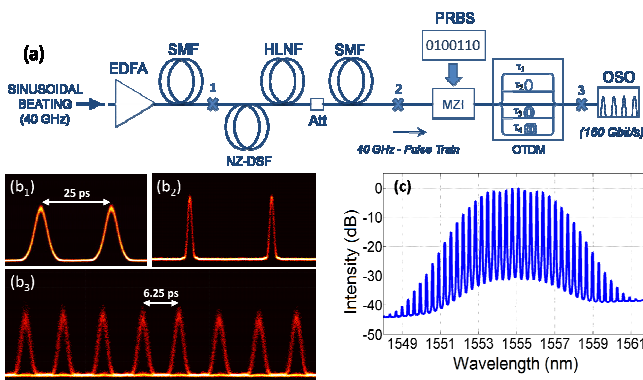 (a)
PRBS
0100110
EDFA
SMF
HLNF
SMF
SINUSOIDAL
BEATING
(40 GHz)
1
2
3
NZ-DSF
Att
MZI
τ₁
τ₂
τ₃
τ₄
OTDM
OSO
(160 Gbit/s)
40 GHz - Pulse Train
(b₁)
25 ps
(b₂)
(b₃)
6.25 ps
(c)
Intensity (dB)
0
-10
-20
-30
-40
-50
1549 1551 1553 1555 1557 1559 1561
Wavelength (nm)